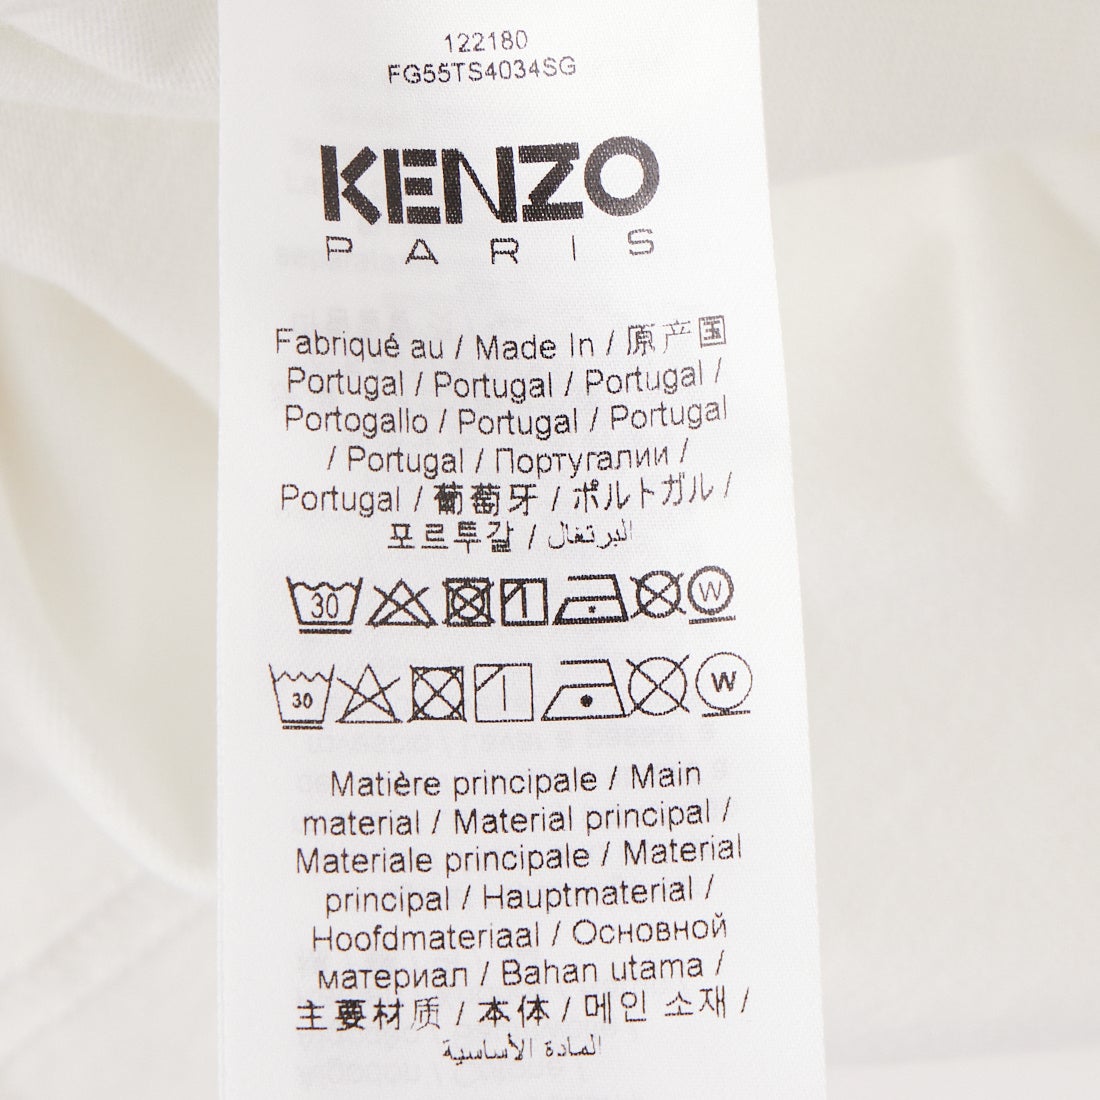 122180
FG55TS4034SG
KENZO
PARIS
Fabriqué au / Made In / 原产国
Portugal / Portugal / Portugal /
Portogallo / Portugal / Portugal
/ Portugal / Португалии /
Portugal / 葡萄牙 / ポルトガル /
포르투갈 / البرتغال
30 W
30 W
Matière principale / Main
material / Material principal /
Materiale principale / Material
principal / Hauptmaterial /
Hoofdmateriaal / Основной
материал / Bahan utama /
主要材质 / 本体 / 메인 소재 /
المادة الأساسية